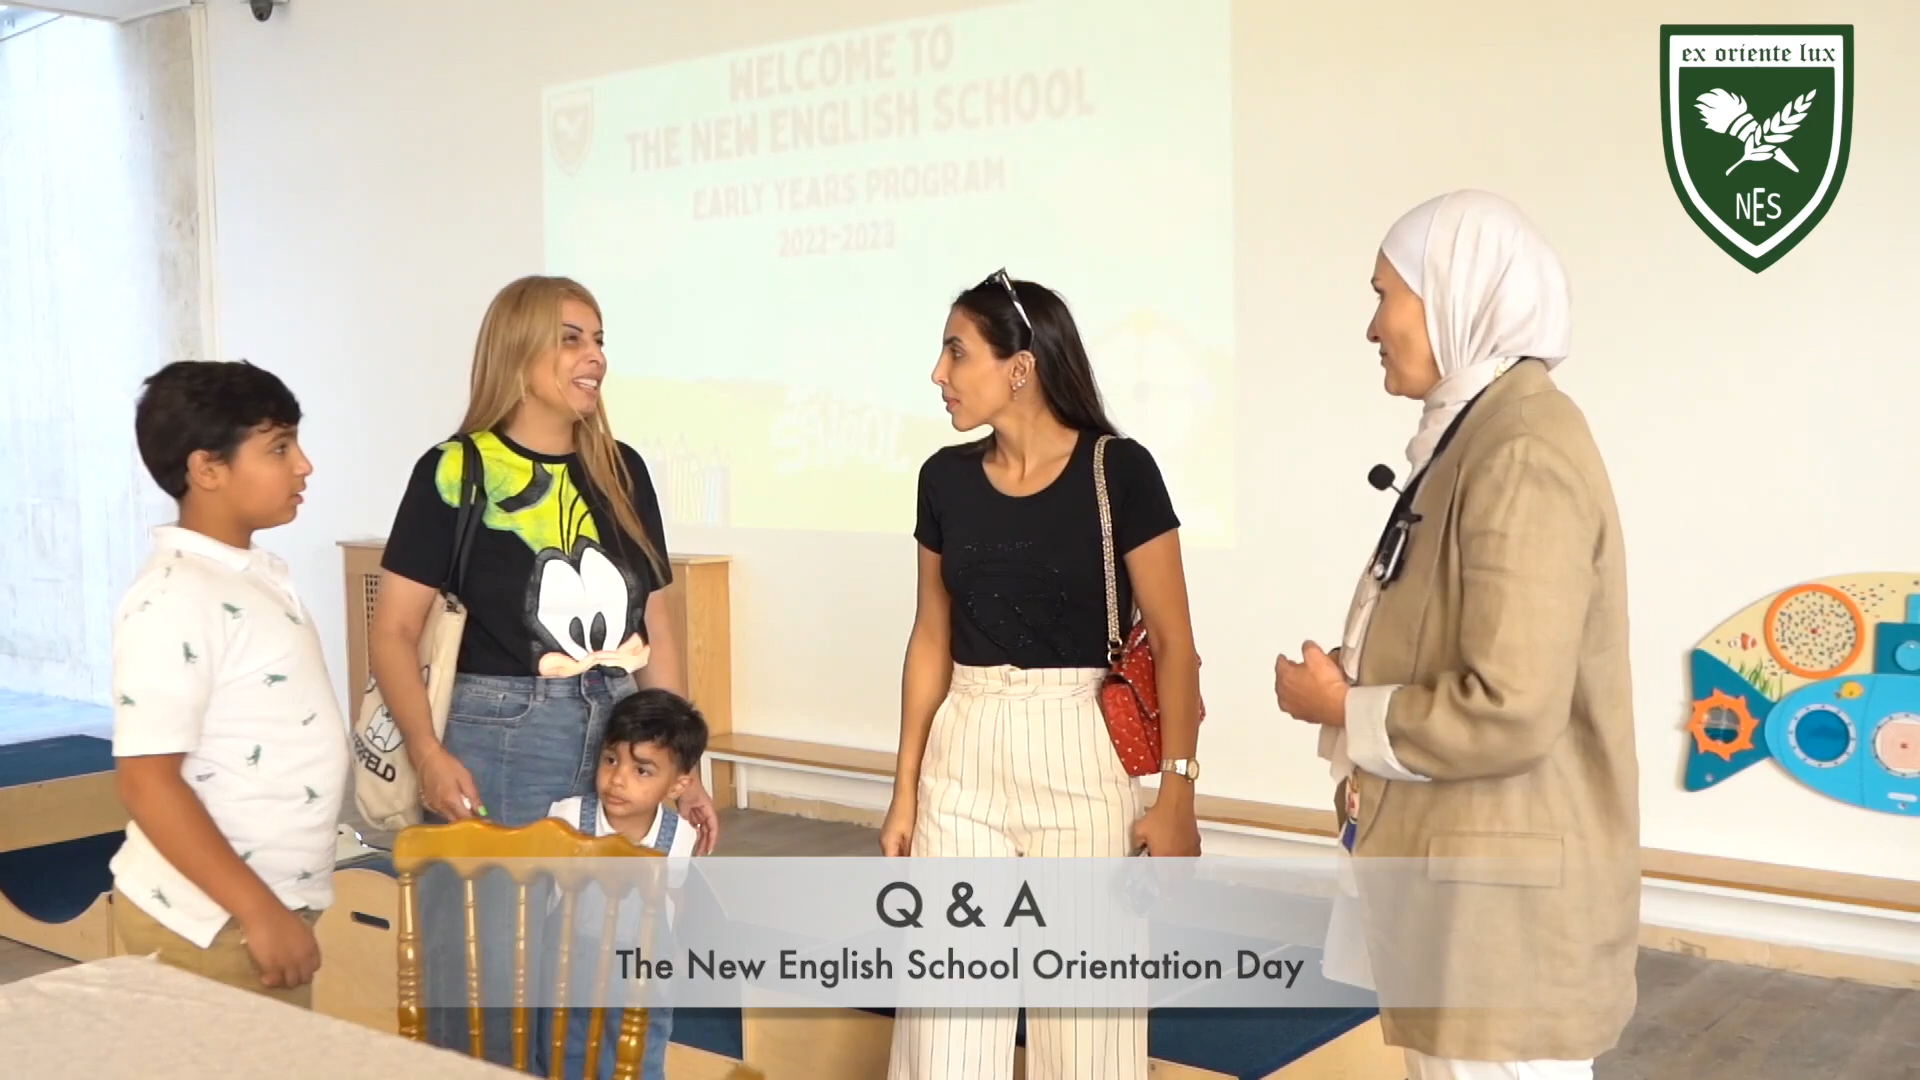 WELCOME TO
THE NEW ENGLISH SCHOOL
EARLY YEARS PROGRAM
2022-2023
SCHOOL
ex oriente lux
NES
Q & A
The New English School Orientation Day